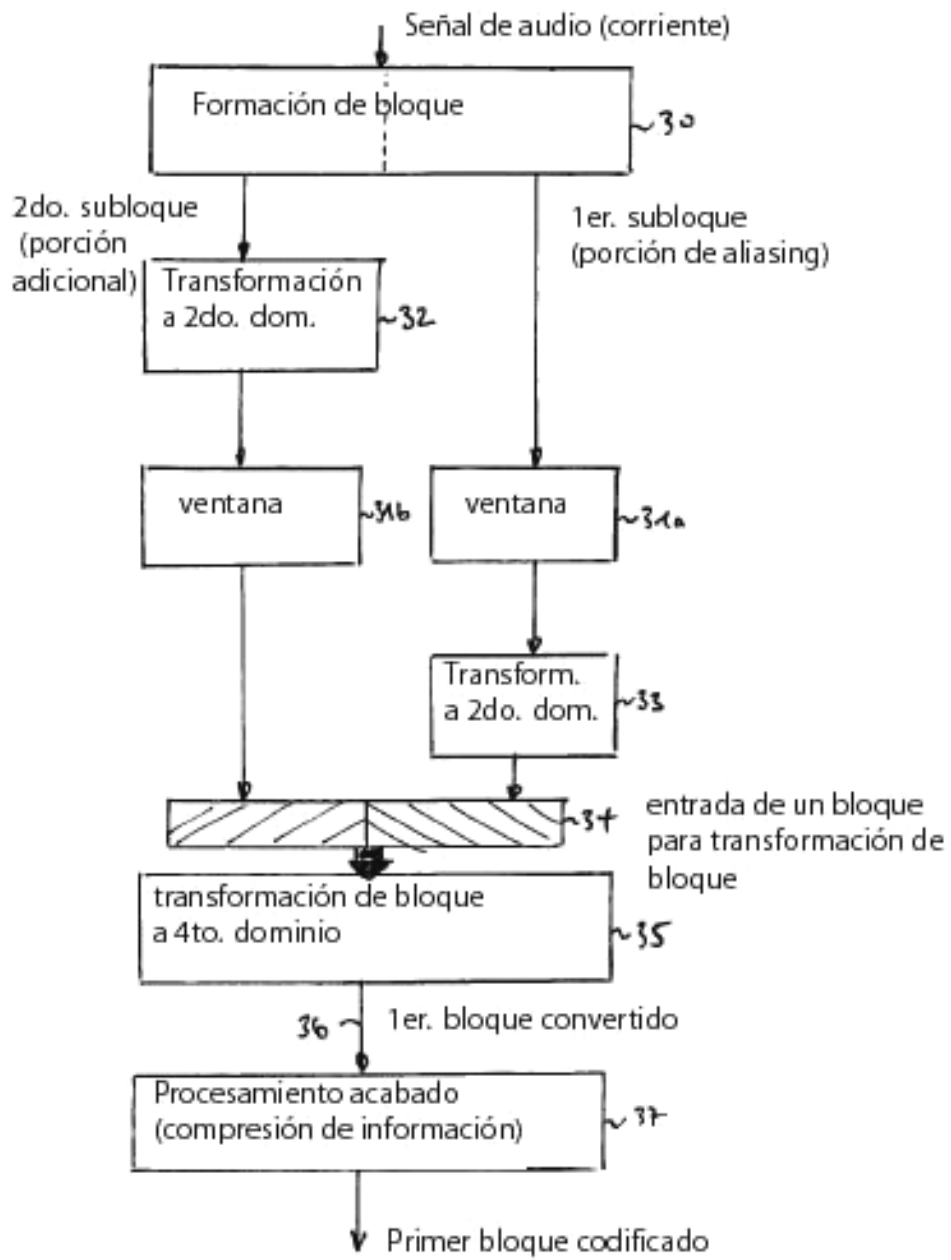 Señal de audio (corriente)
Formación de bloque
30
2do. subloque
(porción
adicional)
1er. subloque
(porción de aliasing)
Transformación
a 2do. dom.
32
ventana
31b
ventana
31a
Transform.
a 2do. dom.
33
34
entrada de un bloque
para transformación de
bloque
transformación de bloque
a 4to. dominio
35
36
1er. bloque convertido
Procesamiento acabado
(compresión de información)
37
Primer bloque codificado